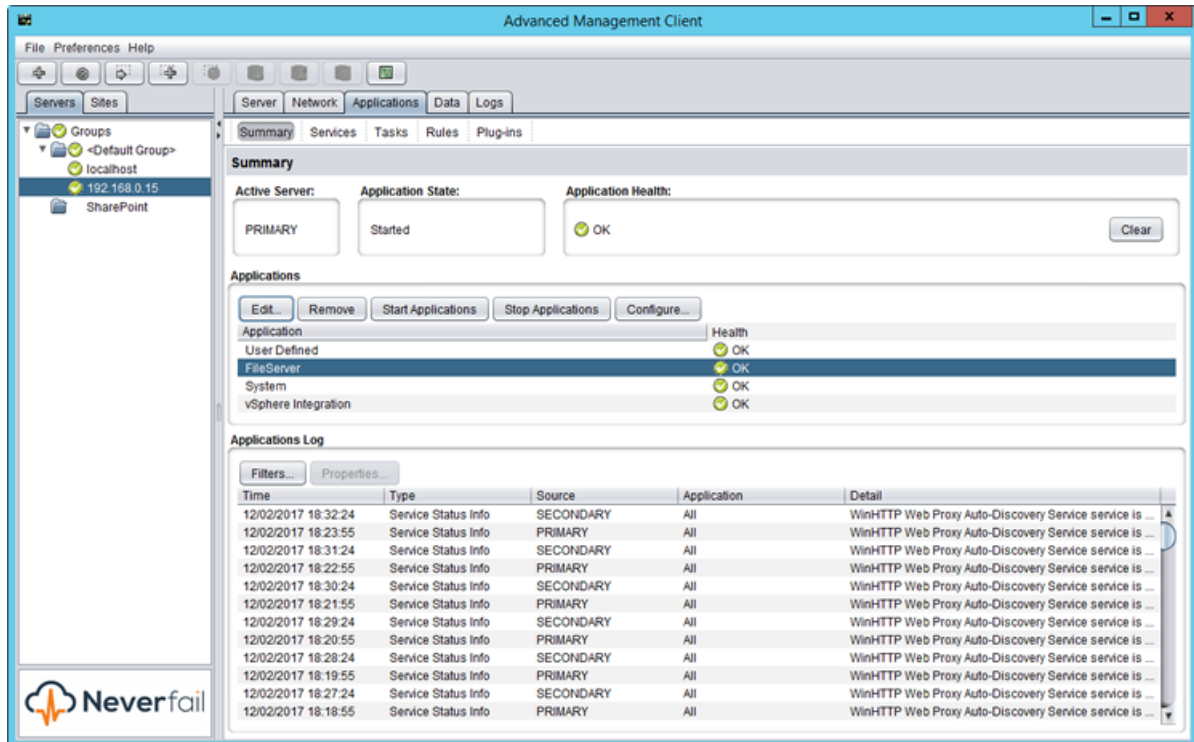 Advanced Management Client
File Preferences Help
Servers Sites
Groups
<Default Group>
localhost
192.168.0.15
SharePoint
Neverfail
Server Network Applications Data Logs
Summary Services Tasks Rules Plug-ins
Summary
Active Server: Application State: Application Health:
PRIMARY Started OK Clear
Applications
Edit... Remove Start Applications Stop Applications Configure...
Application Health
User Defined OK
FileServer OK
System OK
vSphere Integration OK
Applications Log
Filters... Properties...
Time Type Source Application Detail
12/02/2017 18:32:24 Service Status Info SECONDARY All WinHTTP Web Proxy Auto-Discovery Service service is ...
12/02/2017 18:23:55 Service Status Info PRIMARY All WinHTTP Web Proxy Auto-Discovery Service service is ...
12/02/2017 18:31:24 Service Status Info SECONDARY All WinHTTP Web Proxy Auto-Discovery Service service is ...
12/02/2017 18:22:55 Service Status Info PRIMARY All WinHTTP Web Proxy Auto-Discovery Service service is ...
12/02/2017 18:30:24 Service Status Info SECONDARY All WinHTTP Web Proxy Auto-Discovery Service service is ...
12/02/2017 18:21:55 Service Status Info PRIMARY All WinHTTP Web Proxy Auto-Discovery Service service is ...
12/02/2017 18:29:24 Service Status Info SECONDARY All WinHTTP Web Proxy Auto-Discovery Service service is ...
12/02/2017 18:20:55 Service Status Info PRIMARY All WinHTTP Web Proxy Auto-Discovery Service service is ...
12/02/2017 18:28:24 Service Status Info SECONDARY All WinHTTP Web Proxy Auto-Discovery Service service is ...
12/02/2017 18:19:55 Service Status Info PRIMARY All WinHTTP Web Proxy Auto-Discovery Service service is ...
12/02/2017 18:27:24 Service Status Info SECONDARY All WinHTTP Web Proxy Auto-Discovery Service service is ...
12/02/2017 18:18:55 Service Status Info PRIMARY All WinHTTP Web Proxy Auto-Discovery Service service is ...